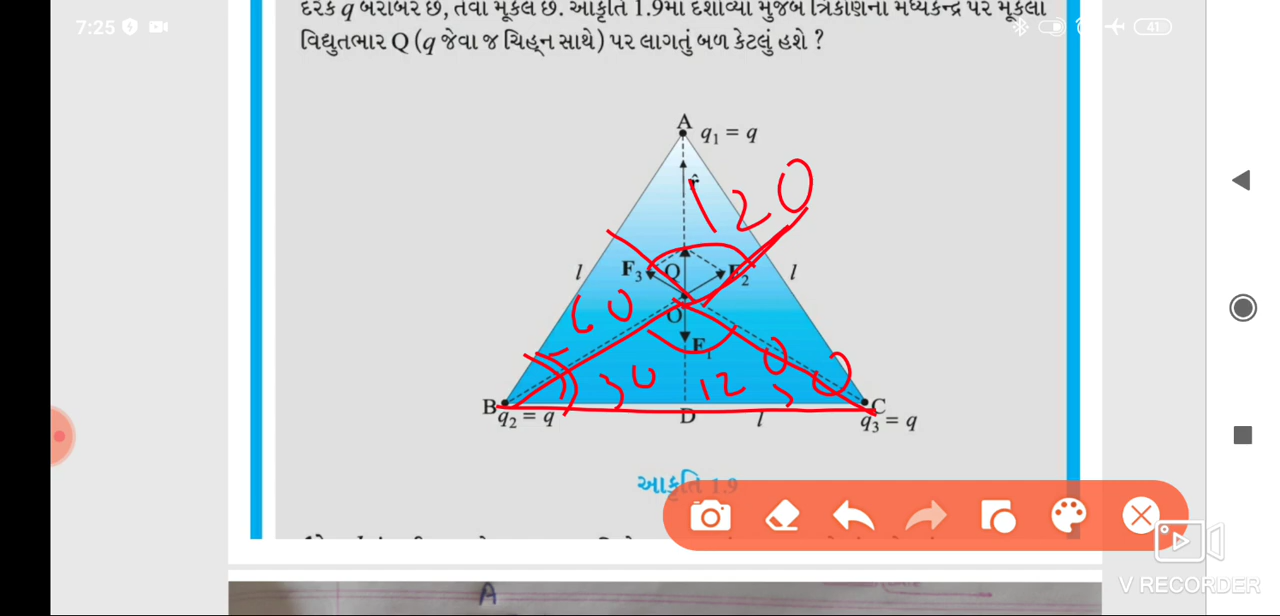 7:25
41
દરેક q બરાબર છે, તેવા મૂકેલ છે. આકૃતિ 1.9માં દર્શાવ્યા મુજબ ત્રિકોણના મધ્યકેન્દ્ર પર મૂકેલા
વિદ્યુતભાર Q (q જેવા જ ચિહ્ન સાથે) પર લાગતું બળ કેટલું હશે ?
A
q₁ = q
r̂
120
l
F₃
Q
F₂
l
60
O
F₁
30
120
30
B
q₂ = q
D
l
C
q₃ = q
આકૃતિ 1.9
A
V RECORDER